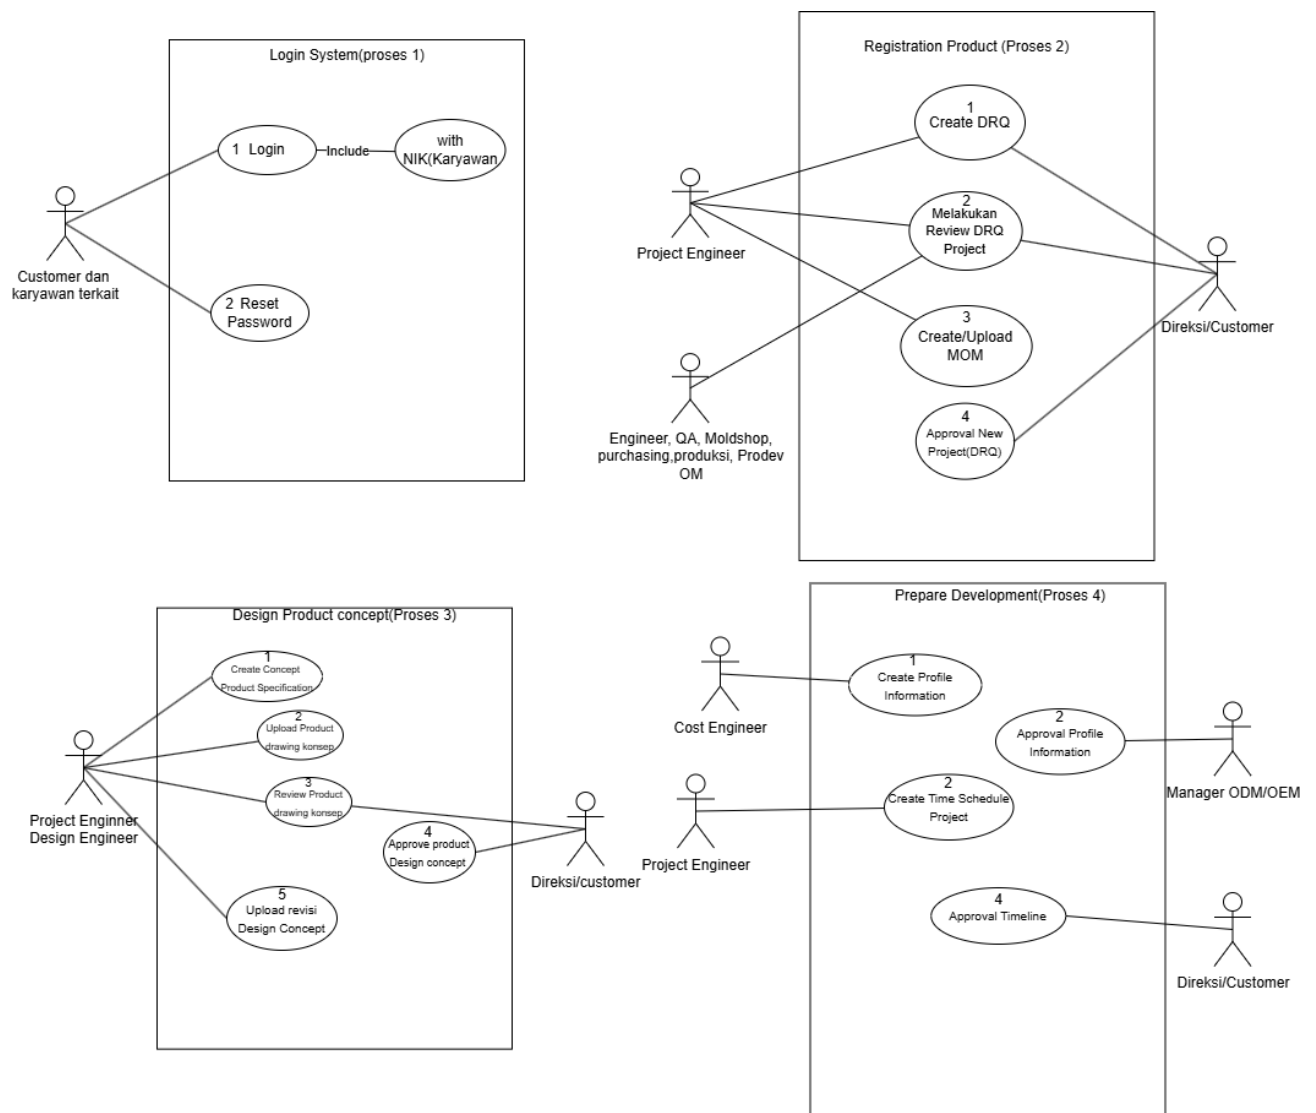 Login System(proses 1)
1 Login
Include
with
NIK(Karyawan
Customer dan
karyawan terkait
2 Reset
Password
Registration Product (Proses 2)
1
Create DRQ
Project Engineer
2
Melakukan
Review DRQ
Project
Direksi/Customer
3
Create/Upload
MOM
Engineer, QA, Moldshop,
purchasing,produksi, Prodev
OM
4
Approval New
Project(DRQ)
Design Product concept(Proses 3)
1
Create Concept
Product Specification
2
Upload Product
drawing konsep
3
Review Product
drawing konsep
Project Enginner
Design Engineer
4
Approve product
Design concept
Direksi/customer
5
Upload revisi
Design Concept
Prepare Development(Proses 4)
1
Create Profile
Information
Cost Engineer
2
Approval Profile
Information
Manager ODM/OEM
2
Create Time Schedule
Project
Project Engineer
4
Approval Timeline
Direksi/Customer